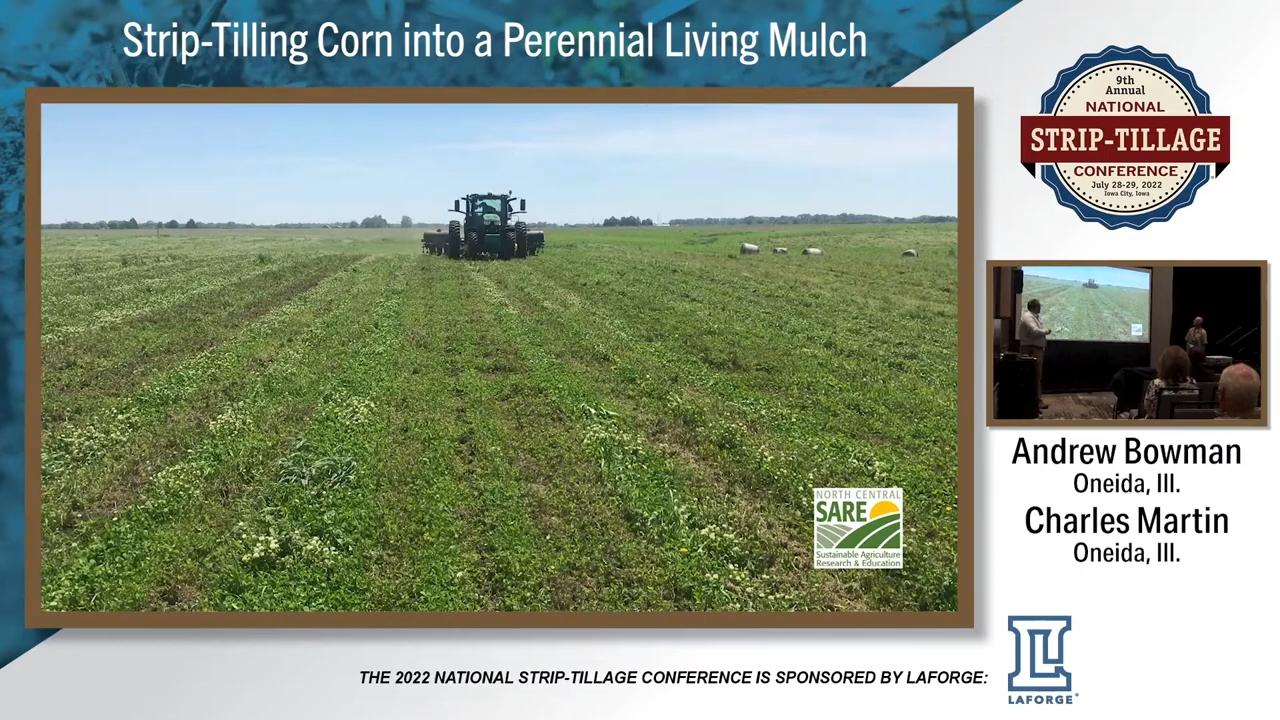 Strip-Tilling Corn into a Perennial Living Mulch
9th
Annual
NATIONAL
STRIP-TILLAGE
CONFERENCE
July 28-29, 2022
Iowa City, Iowa
NORTH CENTRAL
SARE
Sustainable Agriculture
Research & Education
Andrew Bowman
Oneida, Ill.
Charles Martin
Oneida, Ill.
THE 2022 NATIONAL STRIP-TILLAGE CONFERENCE IS SPONSORED BY LAFORGE:
LAFORGE